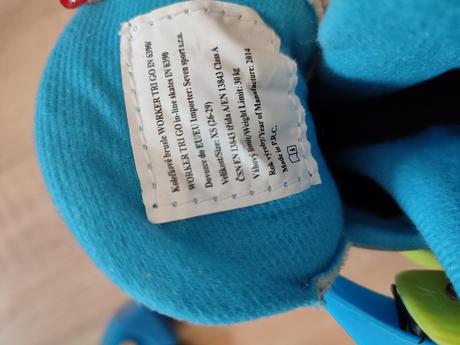 Kolečkové brusle WORKER TRI GO IN 6390/
WORKER TRI GO in-line skates IN 6390
Dovozce do EU/EU Importer: Seven sport s.r.o.
Velikost/Size: XS (26-29)
ČSN EN 13843 třída A/EN 13843 Class A
Váhový limit/Weight Limit: 30 kg
Rok výroby/Year of Manufacture: 2014
Made in P.R.C.